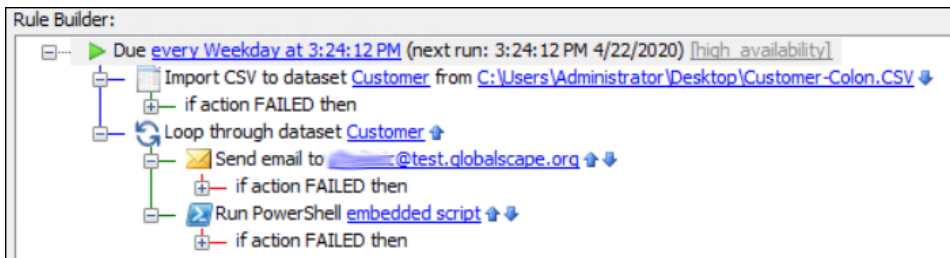 Rule Builder:
Due every Weekday at 3:24:12 PM (next run: 3:24:12 PM 4/22/2020) [high_availability]
Import CSV to dataset Customer from C:\Users\Administrator\Desktop\Customer-Colon.CSV
if action FAILED then
Loop through dataset Customer
Send email to @test.globalscape.org
if action FAILED then
Run PowerShell embedded script
if action FAILED then